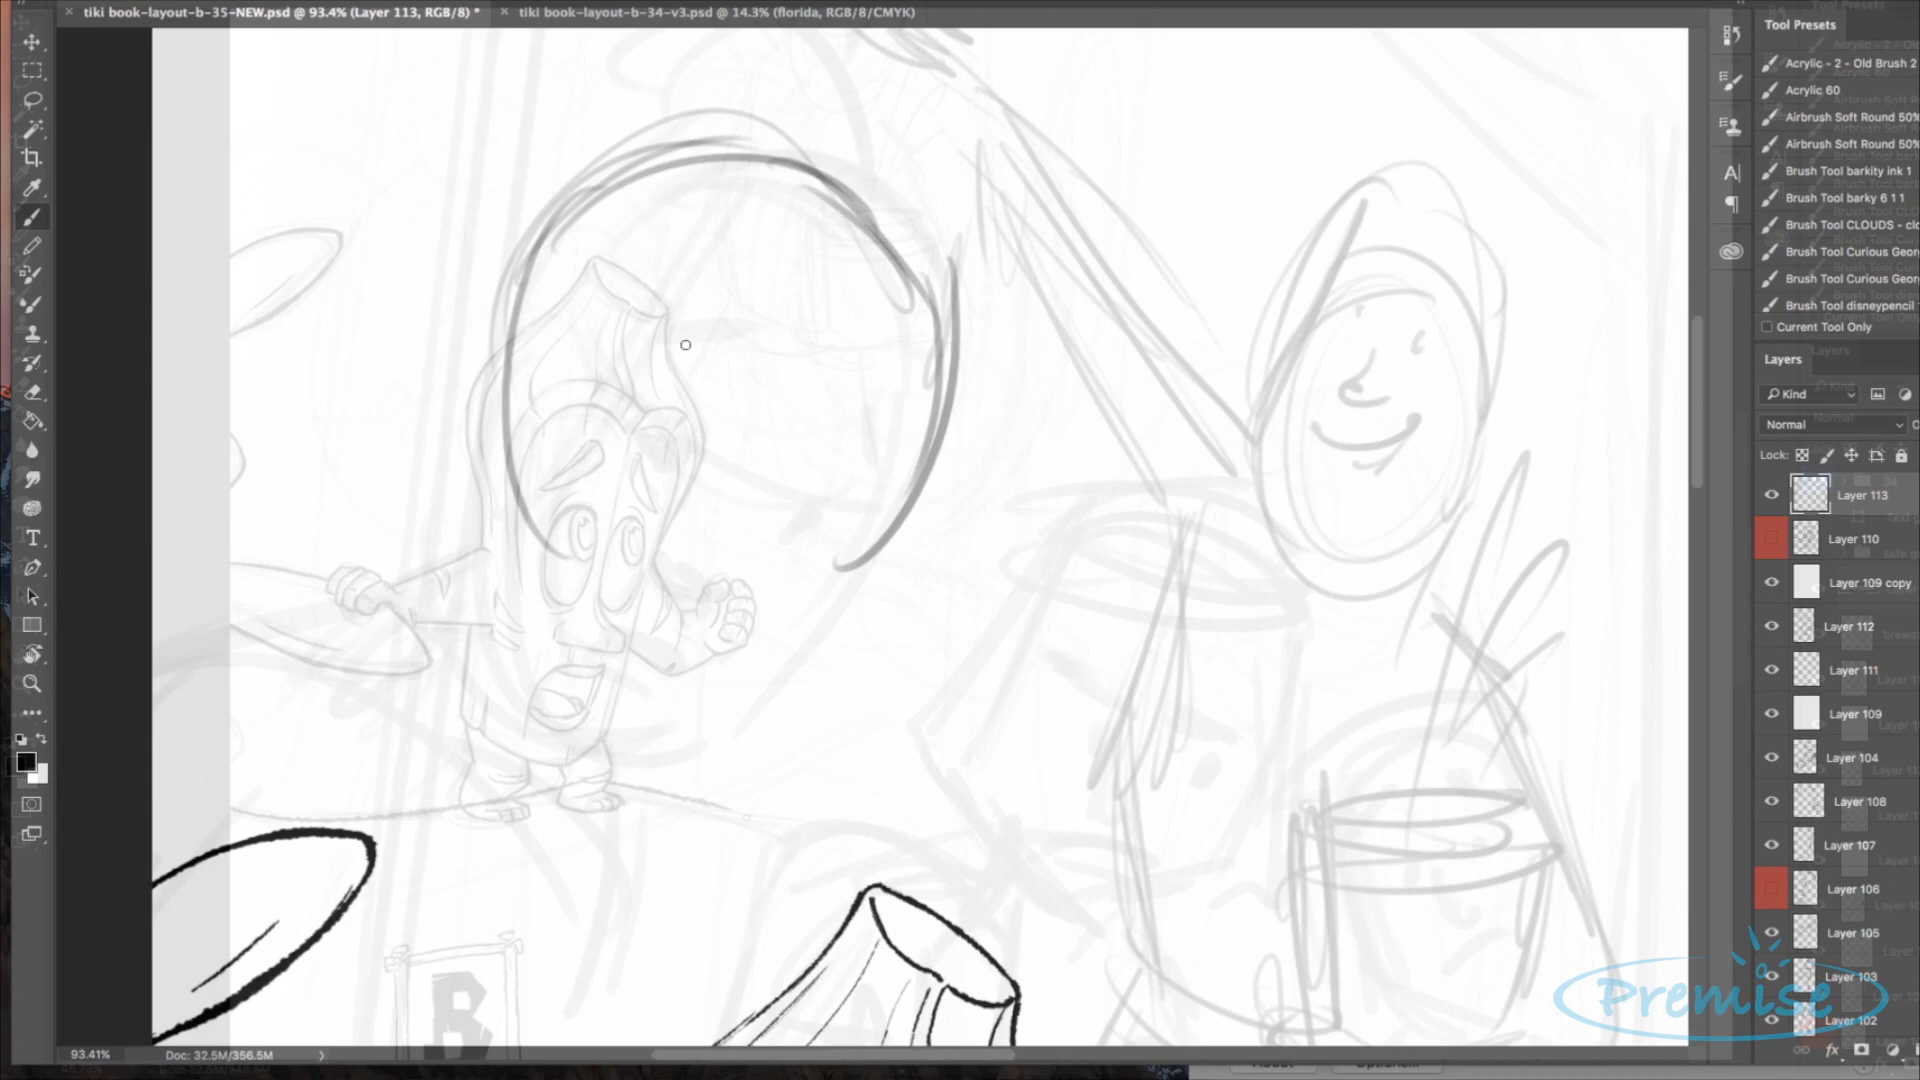 tiki book-layout-b-35-NEW.psd @ 93.4% (Layer 113, RGB/8) *
tiki book-layout-b-34-v3.psd @ 14.3% (florida, RGB/8/CMYK)
Tool Presets
Acrylic - 2 - Old Brush 2
Acrylic 60
Airbrush Soft Round 50%
Airbrush Soft Round 50%
Brush Tool barkity ink 1
Brush Tool barky 6 1 1
Brush Tool CLOUDS - clo
Brush Tool Curious Geor
Brush Tool Curious Geor
Brush Tool disneypencil
Current Tool Only
Layers
Kind
Normal
Lock:
Layer 113
Layer 110
Layer 109 copy
Layer 112
Layer 111
Layer 109
Layer 104
Layer 108
Layer 107
Layer 106
Layer 105
Layer 103
Layer 102
fx
B
Premise
93.41%
Doc: 32.5M/356.5M